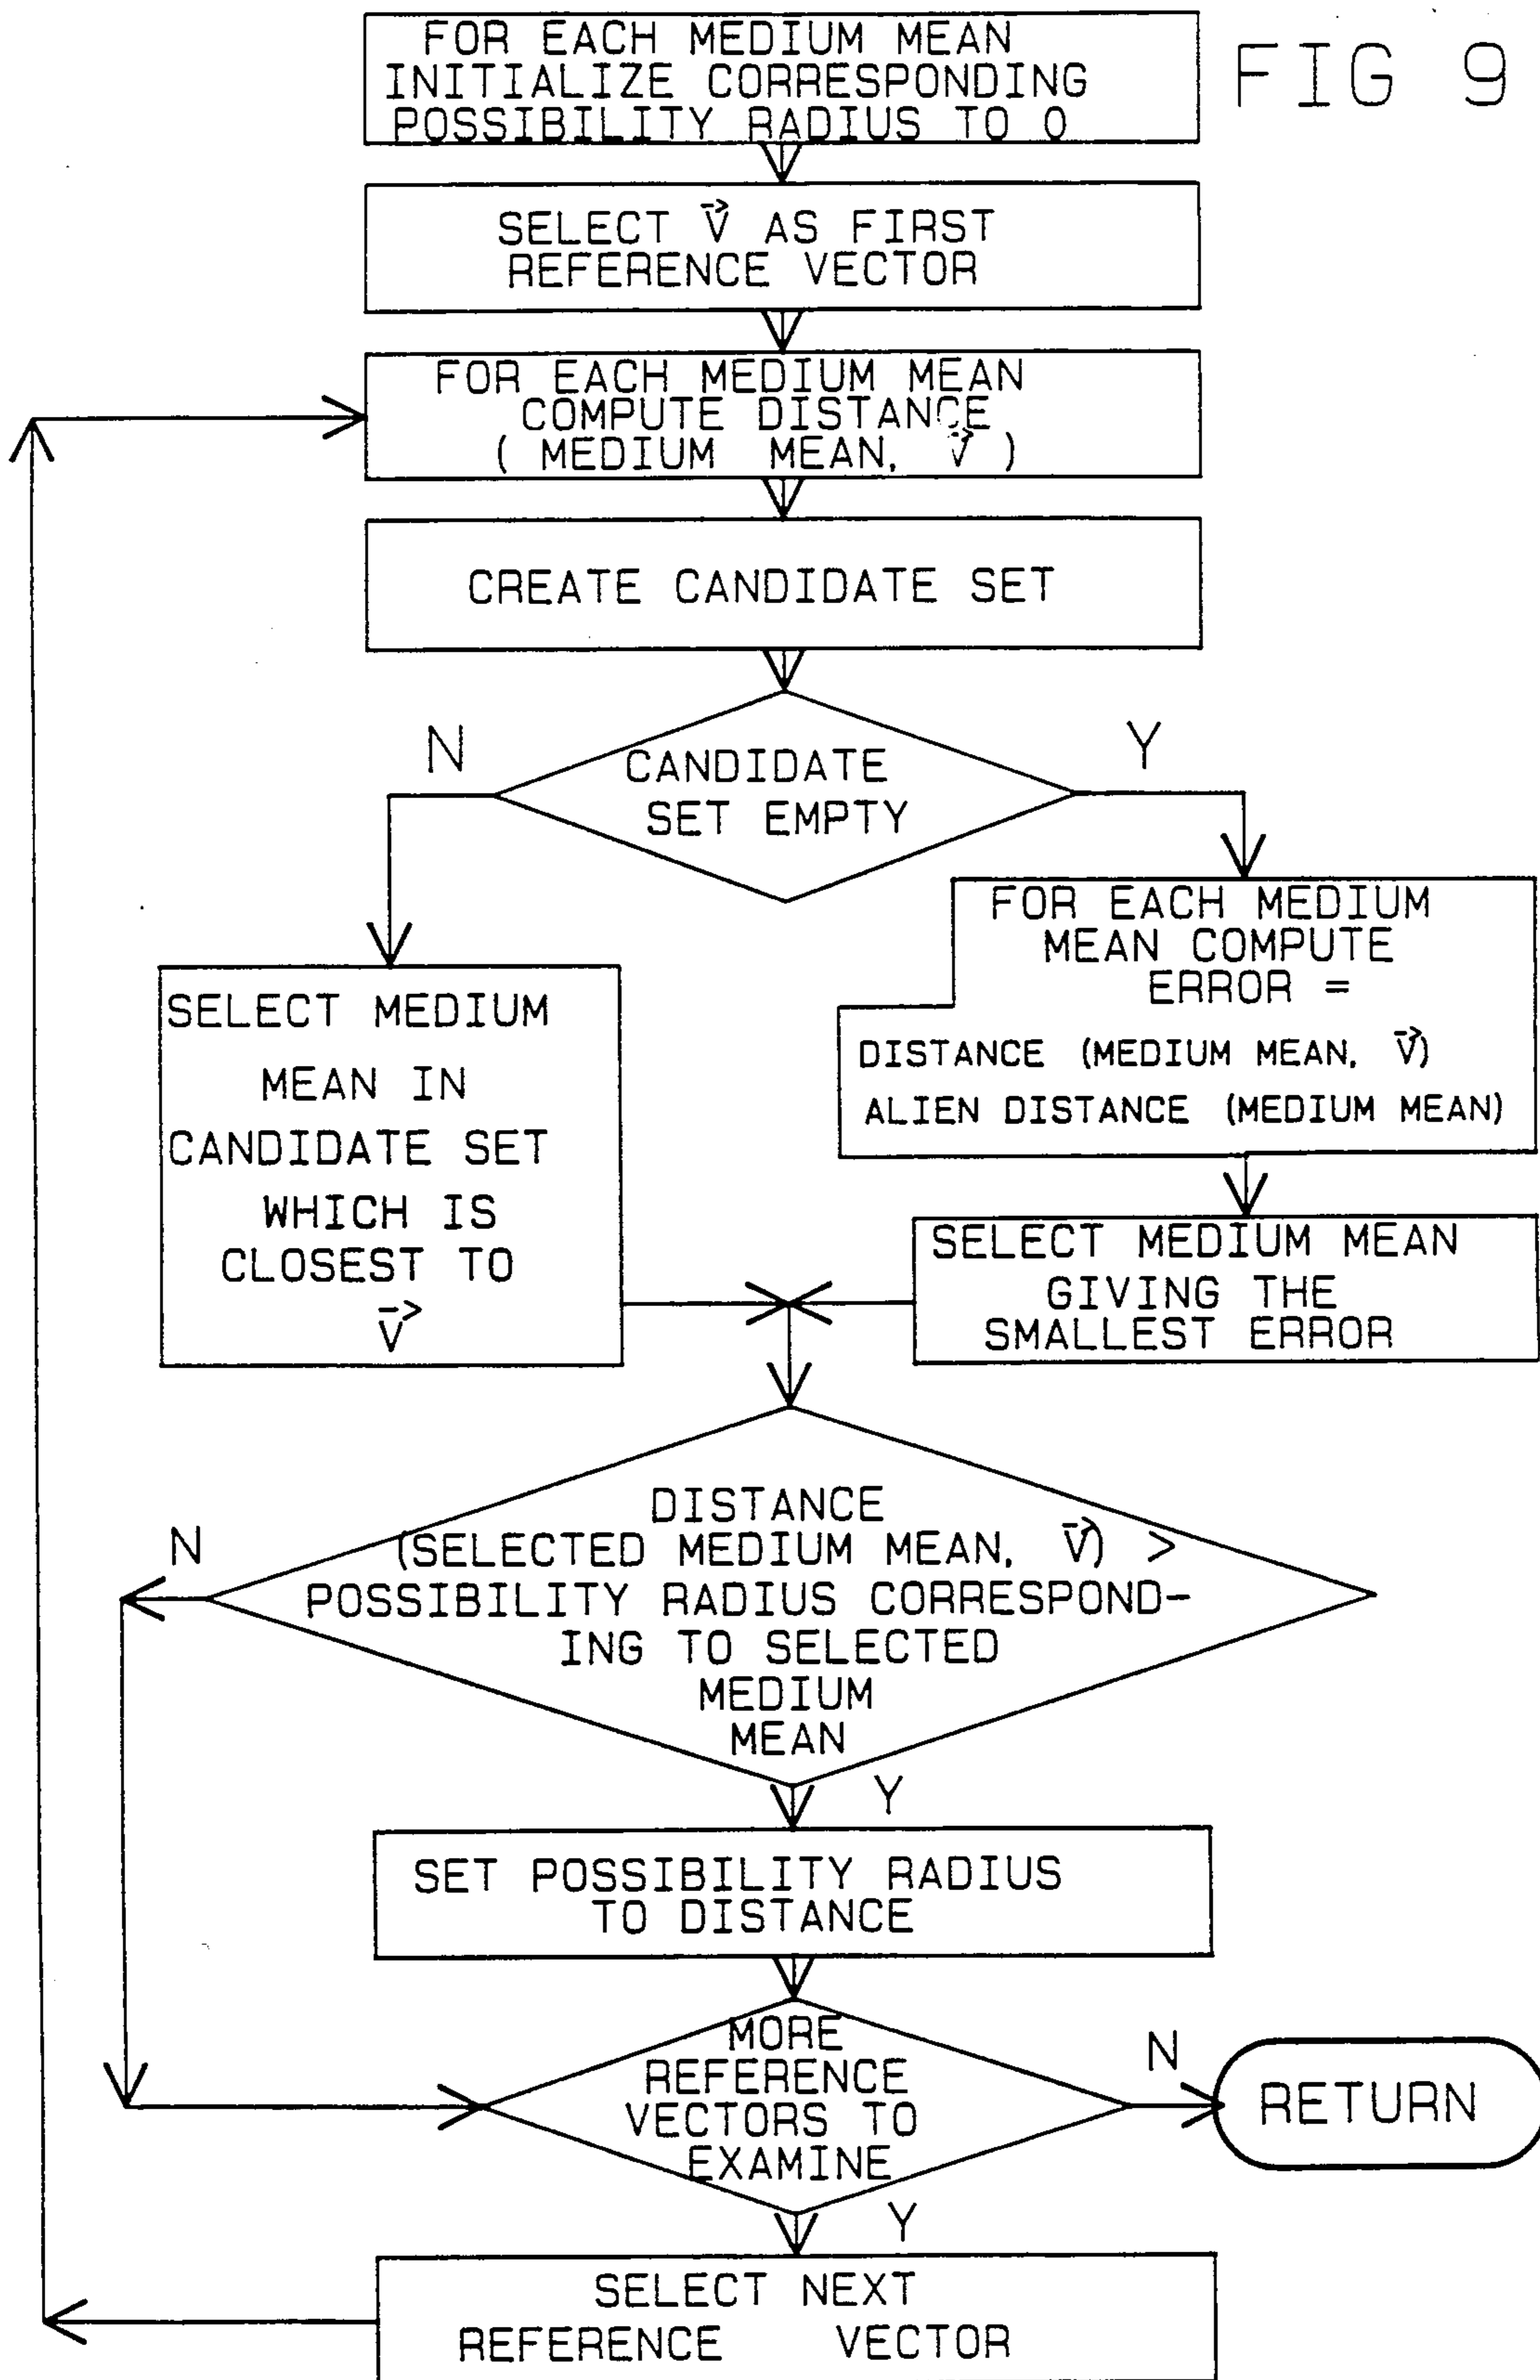 FIG 9
FOR EACH MEDIUM MEAN
INITIALIZE CORRESPONDING
POSSIBILITY RADIUS TO 0
SELECT V⃗ AS FIRST
REFERENCE VECTOR
FOR EACH MEDIUM MEAN
COMPUTE DISTANCE
( MEDIUM MEAN, V⃗ )
CREATE CANDIDATE SET
N
CANDIDATE
SET EMPTY
Y
FOR EACH MEDIUM
MEAN COMPUTE
ERROR =
DISTANCE (MEDIUM MEAN, V⃗)
ALIEN DISTANCE (MEDIUM MEAN)
SELECT MEDIUM
MEAN IN
CANDIDATE SET
WHICH IS
CLOSEST TO
V⃗
SELECT MEDIUM MEAN
GIVING THE
SMALLEST ERROR
N
DISTANCE
(SELECTED MEDIUM MEAN, V⃗) >
POSSIBILITY RADIUS CORRESPOND-
ING TO SELECTED
MEDIUM
MEAN
Y
SET POSSIBILITY RADIUS
TO DISTANCE
MORE
REFERENCE
VECTORS TO
EXAMINE
N
RETURN
Y
SELECT NEXT
REFERENCE VECTOR